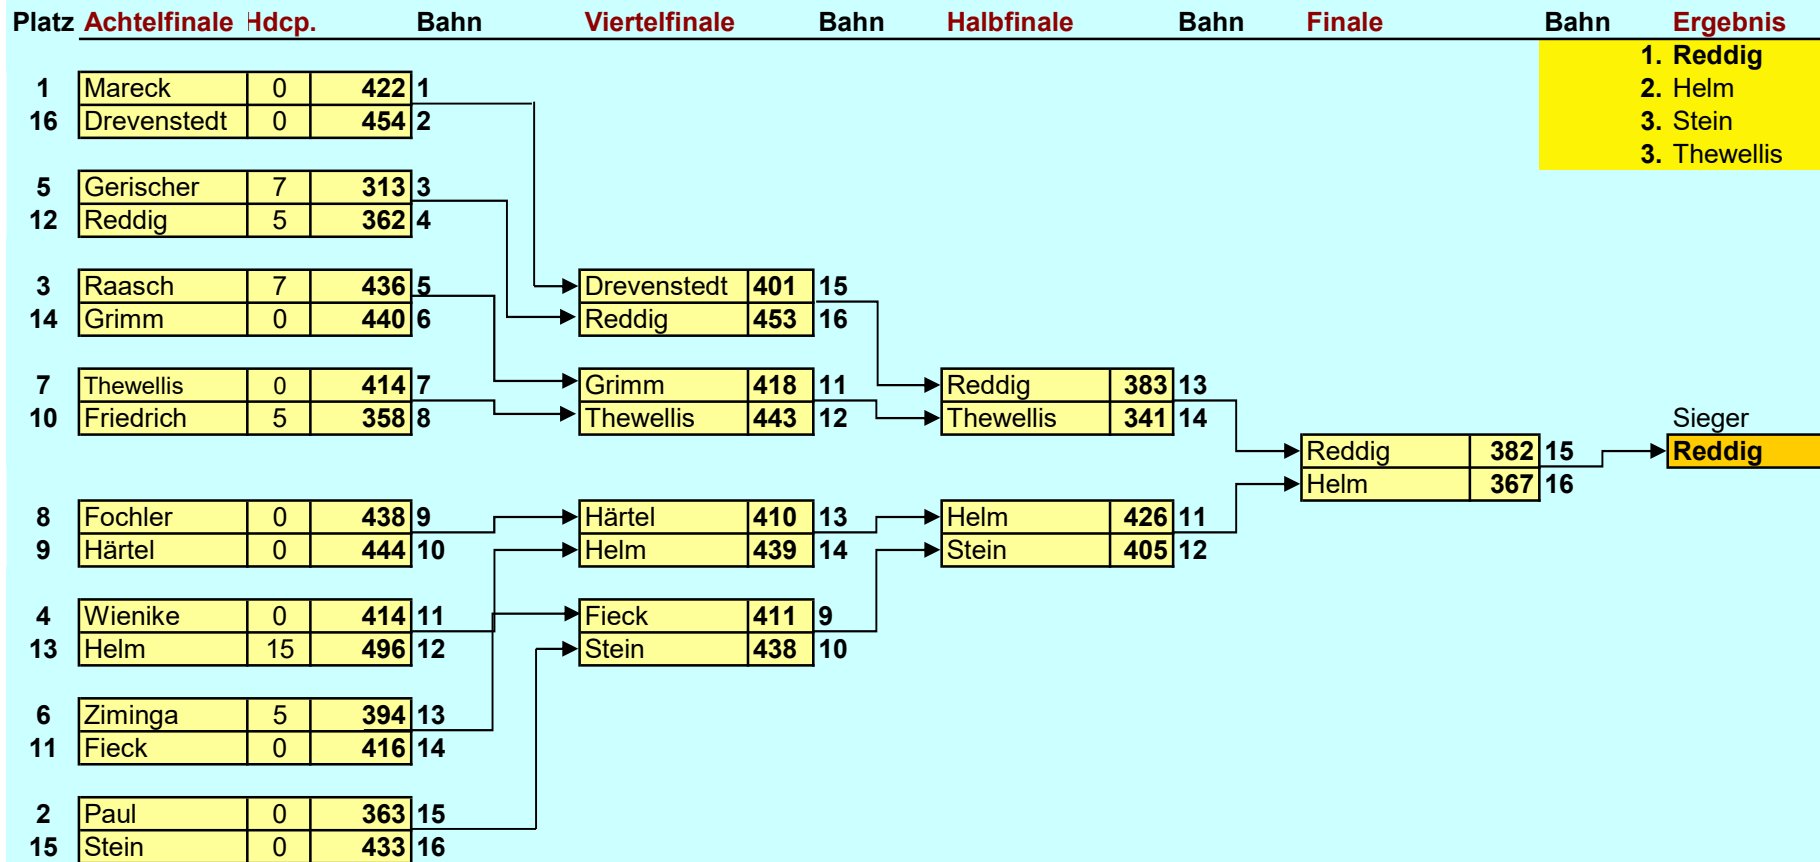 Platz Achtelfinale Hdcp. Bahn Viertelfinale Bahn Halbfinale Bahn Finale Bahn Ergebnis
1. Reddig
1 Mareck 0 422 1 2. Helm
16 Drevenstedt 0 454 2 3. Stein
3. Thewellis
5 Gerischer 7 313 3
12 Reddig 5 362 4
3 Raasch 7 436 5 Drevenstedt 401 15
14 Grimm 0 440 6 Reddig 453 16
7 Thewellis 0 414 7 Grimm 418 11 Reddig 383 13
10 Friedrich 5 358 8 Thewellis 443 12 Thewellis 341 14 Sieger
Reddig 382 15 Reddig
Helm 367 16
8 Fochler 0 438 9 Härtel 410 13 Helm 426 11
9 Härtel 0 444 10 Helm 439 14 Stein 405 12
4 Wienike 0 414 11 Fieck 411 9
13 Helm 15 496 12 Stein 438 10
6 Ziminga 5 394 13
11 Fieck 0 416 14
2 Paul 0 363 15
15 Stein 0 433 16